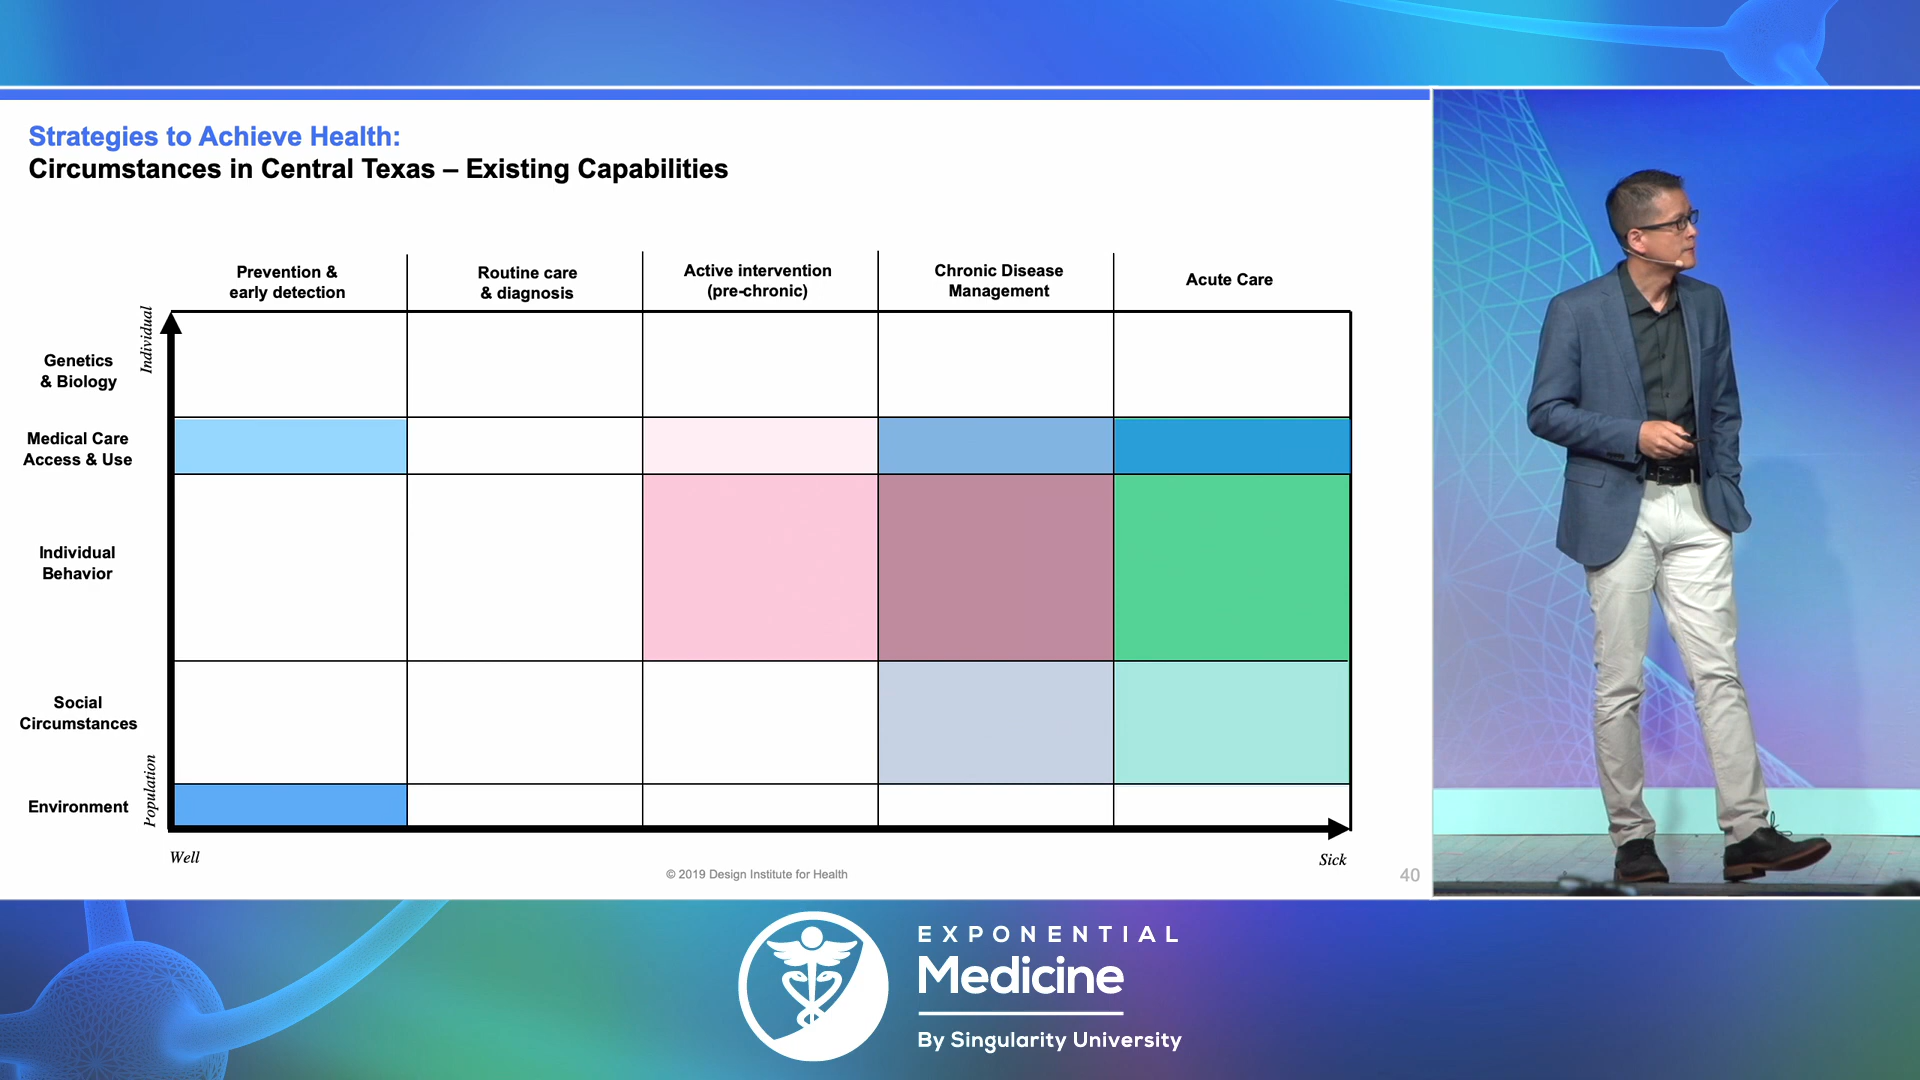 Strategies to Achieve Health:
Circumstances in Central Texas – Existing Capabilities
Prevention &
early detection
Routine care
& diagnosis
Active intervention
(pre-chronic)
Chronic Disease
Management
Acute Care
Individual
Genetics
& Biology
Medical Care
Access & Use
Individual
Behavior
Social
Circumstances
Population
Environment
Well
Sick
© 2019 Design Institute for Health
40
EXPONENTIAL
Medicine
By Singularity University